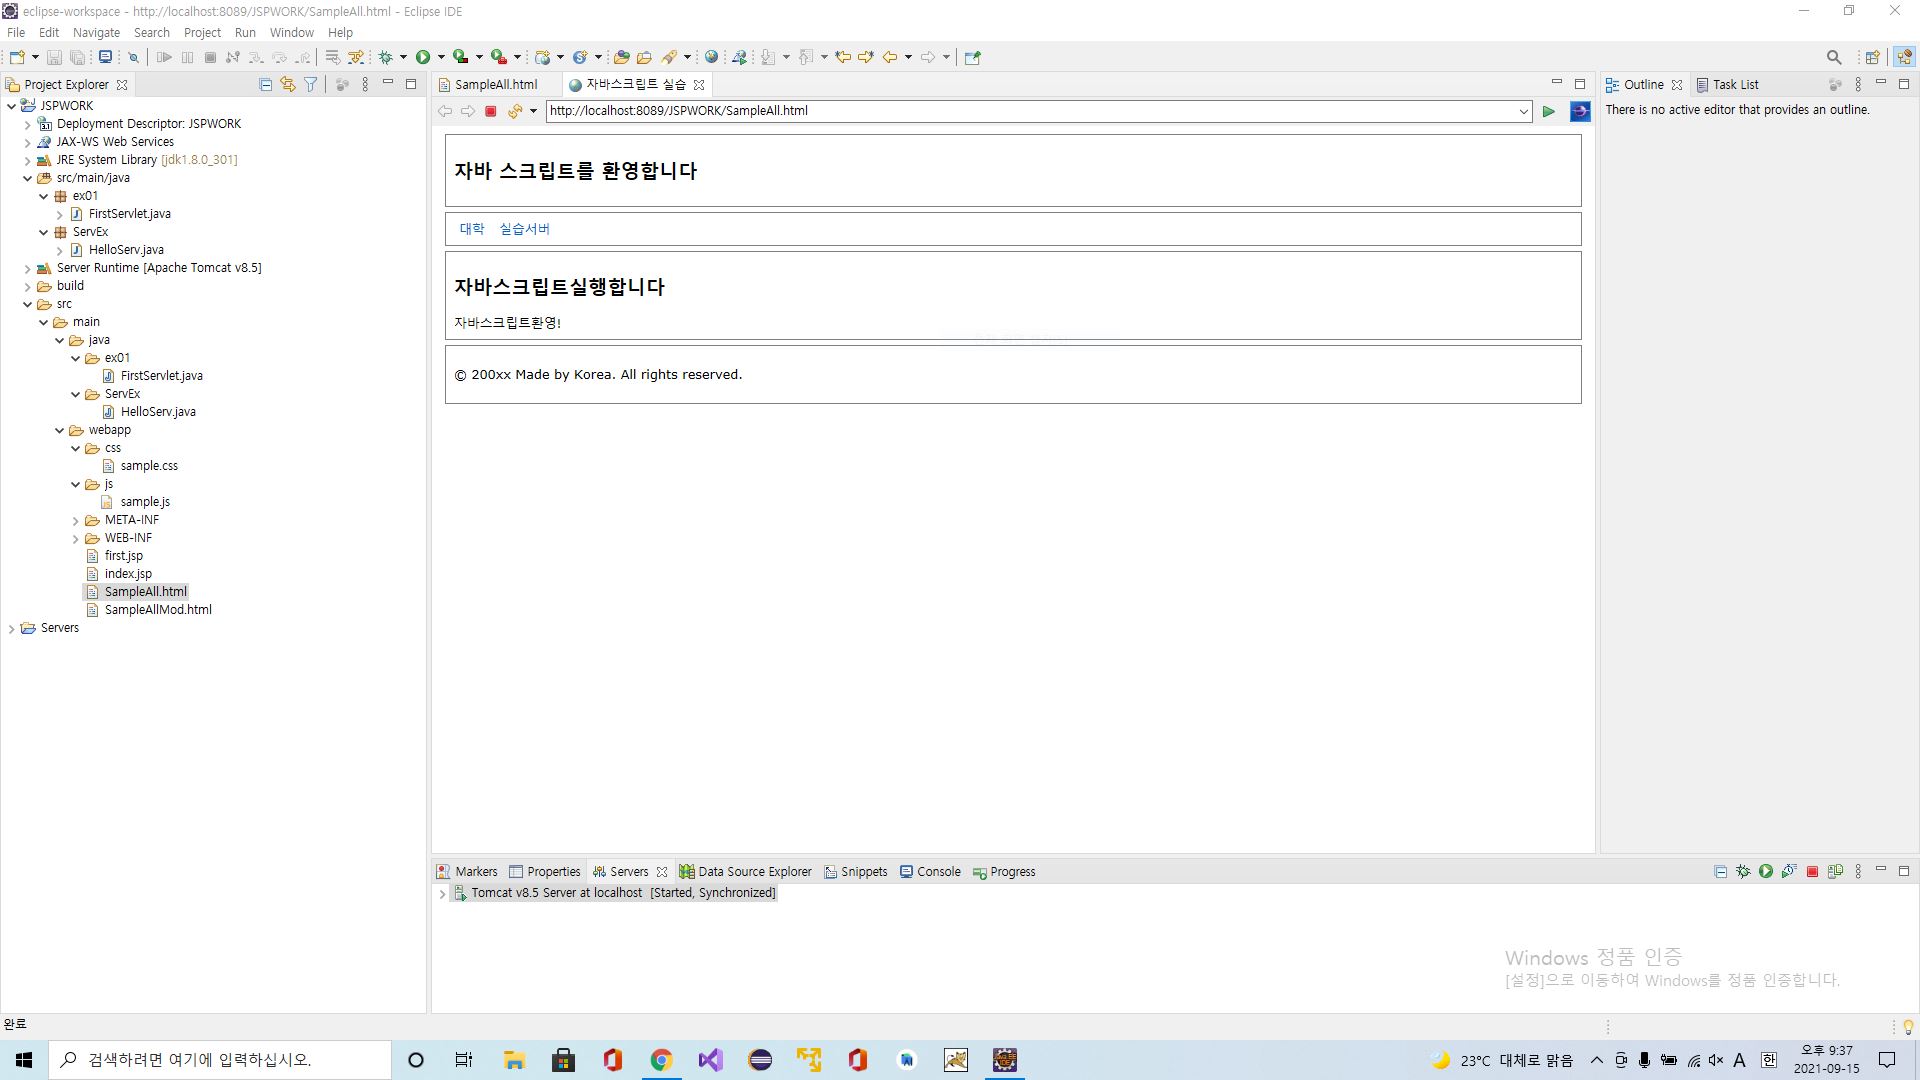 eclipse-workspace - http://localhost:8089/JSPWORK/SampleAll.html - Eclipse IDE
File Edit Navigate Search Project Run Window Help
Project Explorer
JSPWORK
Deployment Descriptor: JSPWORK
JAX-WS Web Services
JRE System Library [jdk1.8.0_301]
src/main/java
ex01
FirstServlet.java
ServEx
HelloServ.java
Server Runtime [Apache Tomcat v8.5]
build
src
main
java
ex01
FirstServlet.java
ServEx
HelloServ.java
webapp
css
sample.css
js
sample.js
META-INF
WEB-INF
first.jsp
index.jsp
SampleAll.html
SampleAllMod.html
Servers
SampleAll.html 자바스크립트 실습
http://localhost:8089/JSPWORK/SampleAll.html
자바 스크립트를 환영합니다
대학 실습서버
자바스크립트실행합니다
자바스크립트환영!
© 200xx Made by Korea. All rights reserved.
Outline Task List
There is no active editor that provides an outline.
Markers Properties Servers Data Source Explorer Snippets Console Progress
Tomcat v8.5 Server at localhost [Started, Synchronized]
Windows 정품 인증
[설정]으로 이동하여 Windows를 정품 인증합니다.
완료
검색하려면 여기에 입력하십시오.
23°C 대체로 맑음
A
한
오후 9:37
2021-09-15